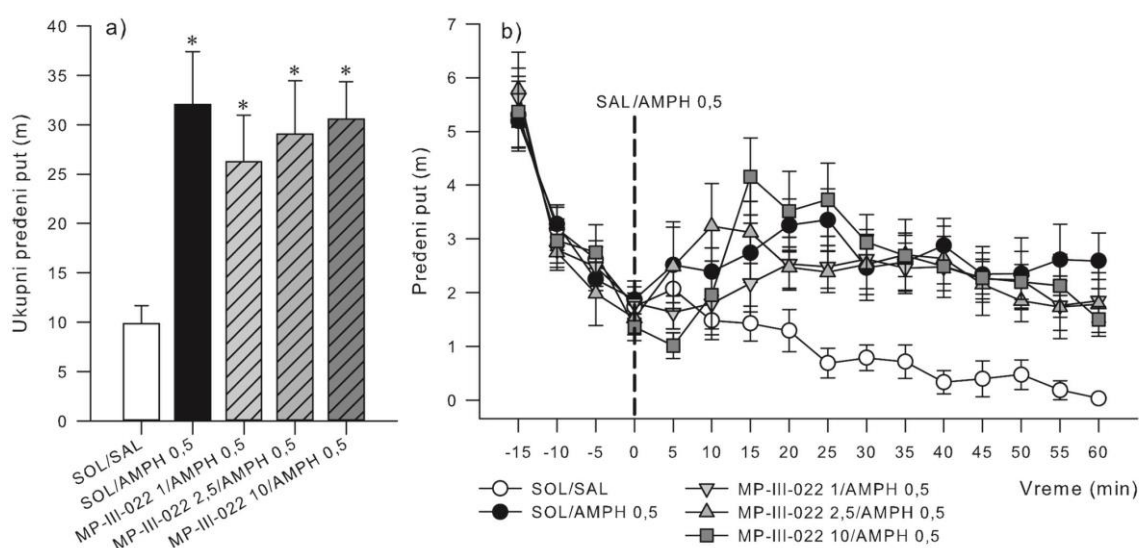 a)
Ukupni pređeni put (m)
40
35
30
25
20
15
10
5
0
*
*
*
*
SOL/SAL
SOL/AMPH 0,5
MP-III-022 1/AMPH 0,5
MP-III-022 2,5/AMPH 0,5
MP-III-022 10/AMPH 0,5
b)
Pređeni put (m)
7
6
5
4
3
2
1
0
SAL/AMPH 0,5
-15 -10 -5 0 5 10 15 20 25 30 35 40 45 50 55 60
Vreme (min)
SOL/SAL
SOL/AMPH 0,5
MP-III-022 1/AMPH 0,5
MP-III-022 2,5/AMPH 0,5
MP-III-022 10/AMPH 0,5